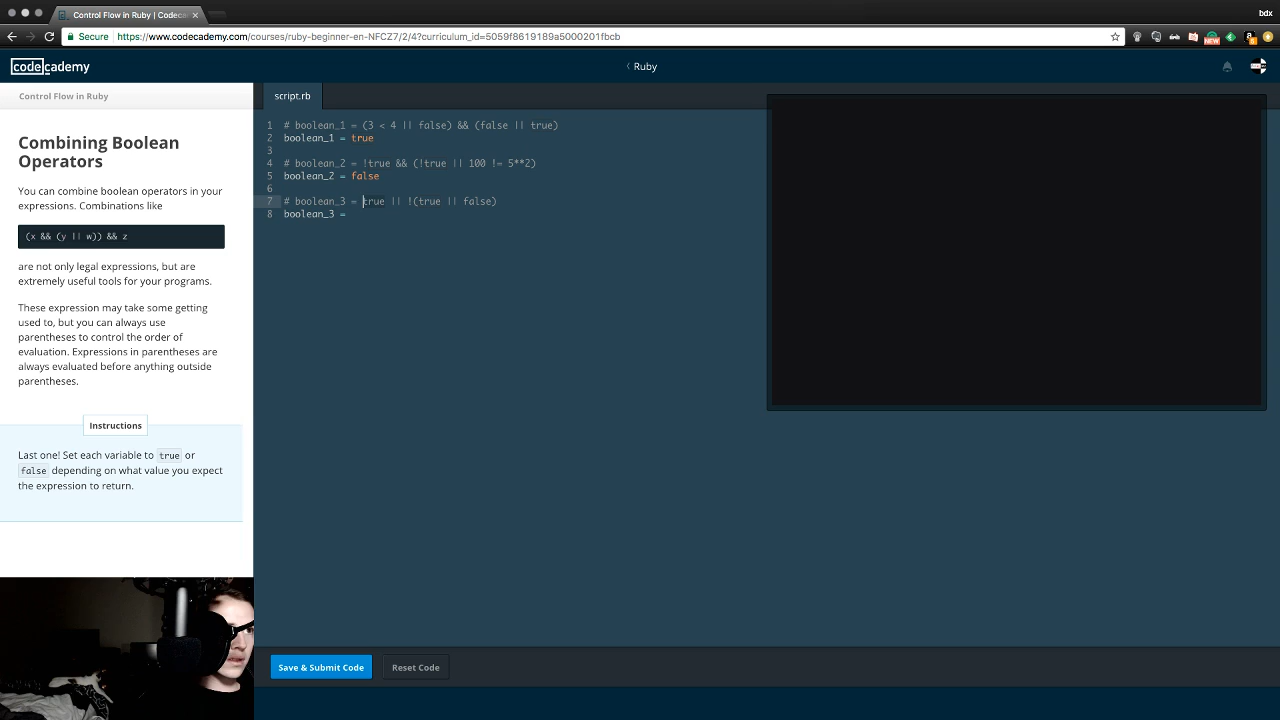 Control Flow in Ruby | Codeca
bdx
Secure
https://www.codecademy.com/courses/ruby-beginner-en-NFCZ7/2/4?curriculum_id=5059f8619189a5000201fbcb
codecademy
Ruby
Control Flow in Ruby
script.rb
Combining Boolean
Operators
You can combine boolean operators in your
expressions. Combinations like
(x && (y || w)) && z
are not only legal expressions, but are
extremely useful tools for your programs.
These expression may take some getting
used to, but you can always use
parentheses to control the order of
evaluation. Expressions in parentheses are
always evaluated before anything outside
parentheses.
Instructions
Last one! Set each variable to true or
false depending on what value you expect
the expression to return.
1 # boolean_1 = (3 < 4 || false) && (false || true)
2 boolean_1 = true
3
4 # boolean_2 = !true && (!true || 100 != 5**2)
5 boolean_2 = false
6
7 # boolean_3 = true || !(true || false)
8 boolean_3 =
Save & Submit Code
Reset Code